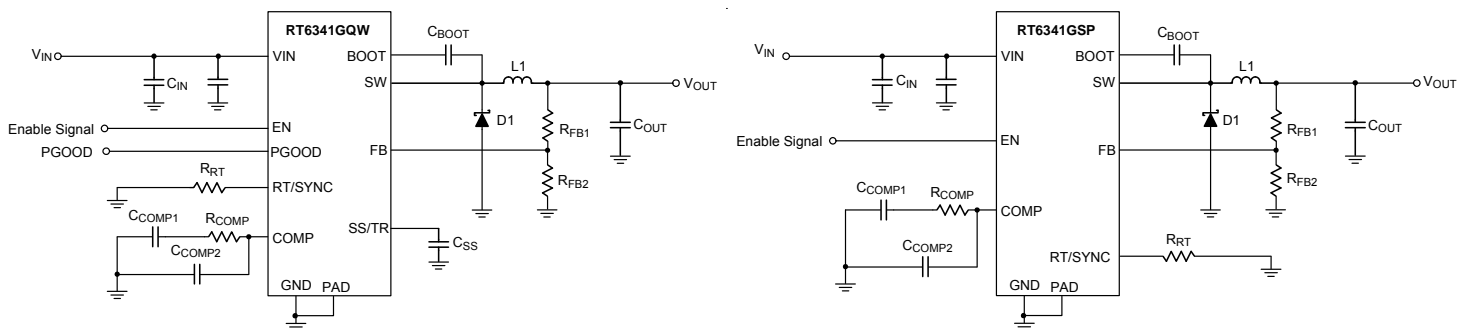 RT6341GQW
VIN
CIN
VIN
BOOT
CBOOT
SW
L1
VOUT
D1
RFB1
COUT
Enable Signal
EN
PGOOD
PGOOD
FB
RFB2
RRT
RT/SYNC
CCOMP1
RCOMP
COMP
CCOMP2
SS/TR
CSS
GND
PAD
RT6341GSP
VIN
CIN
VIN
BOOT
CBOOT
SW
L1
VOUT
D1
RFB1
COUT
Enable Signal
EN
FB
RFB2
CCOMP1
RCOMP
COMP
CCOMP2
RT/SYNC
RRT
GND
PAD